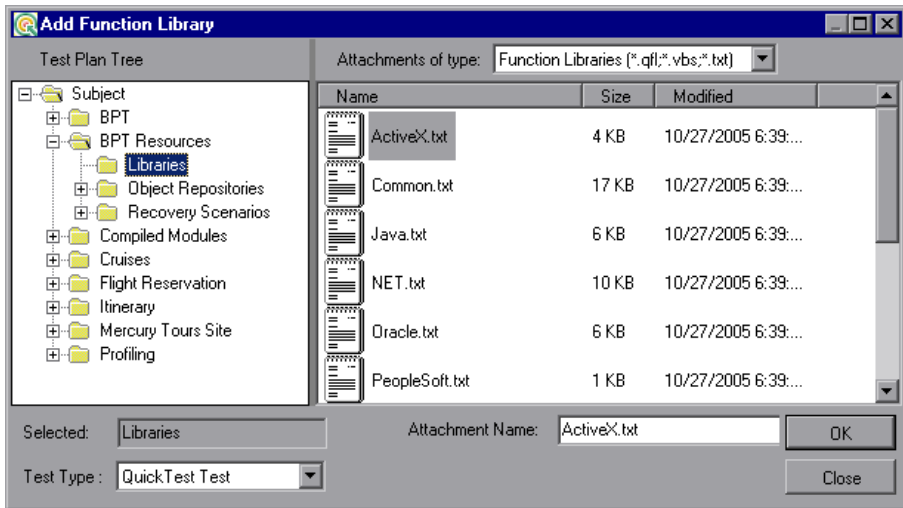 Add Function Library
Test Plan Tree
Attachments of type: Function Libraries (*.qfl;*.vbs;*.txt)
Subject
BPT
BPT Resources
Libraries
Object Repositories
Recovery Scenarios
Compiled Modules
Cruises
Flight Reservation
Itinerary
Mercury Tours Site
Profiling
Name Size Modified
ActiveX.txt 4 KB 10/27/2005 6:39:...
Common.txt 17 KB 10/27/2005 6:39:...
Java.txt 6 KB 10/27/2005 6:39:...
NET.txt 10 KB 10/27/2005 6:39:...
Oracle.txt 6 KB 10/27/2005 6:39:...
PeopleSoft.txt 1 KB 10/27/2005 6:39:...
Selected: Libraries
Attachment Name: ActiveX.txt
OK
Test Type : QuickTest Test
Close